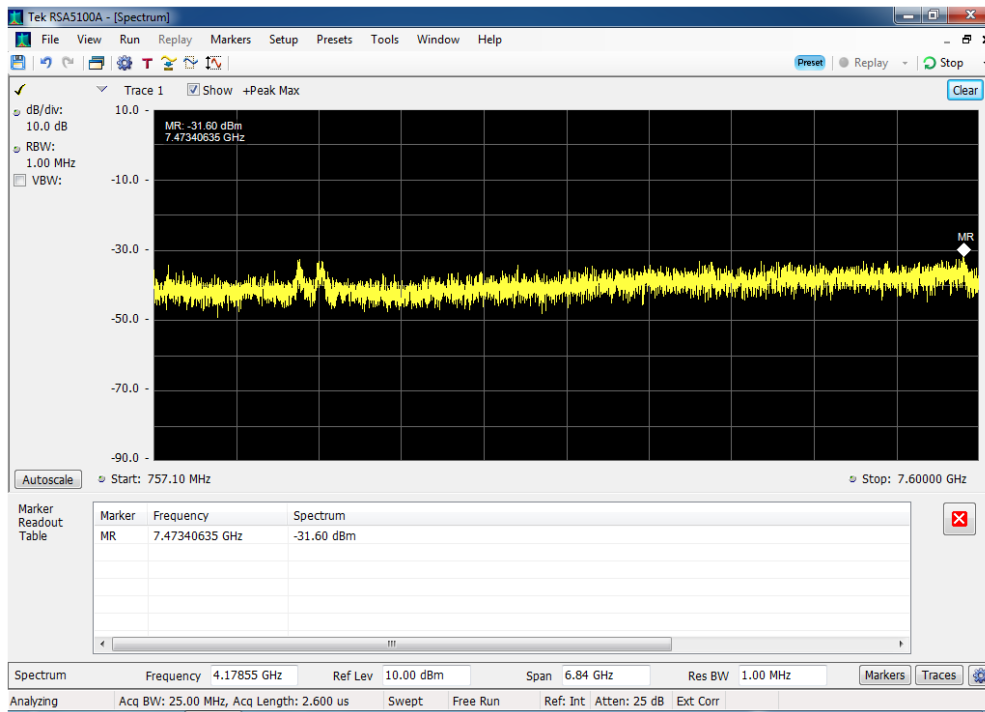 Tek RSA5100A - [Spectrum]
File View Run Replay Markers Setup Presets Tools Window Help
T Preset Replay Stop
Trace 1 Show +Peak Max Clear
dB/div:
10.0 dB
RBW:
1.00 MHz
VBW:
10.0 -
MR: -31.60 dBm
7.47340635 GHz
-10.0 -
MR
-30.0 -
-50.0 -
-70.0 -
-90.0 -
Autoscale Start: 757.10 MHz Stop: 7.60000 GHz
Marker
Readout
Table
Marker Frequency Spectrum
MR 7.47340635 GHz -31.60 dBm
Spectrum Frequency 4.17855 GHz Ref Lev 10.00 dBm Span 6.84 GHz Res BW 1.00 MHz Markers Traces
Analyzing Acq BW: 25.00 MHz, Acq Length: 2.600 us Swept Free Run Ref: Int Atten: 25 dB Ext Corr